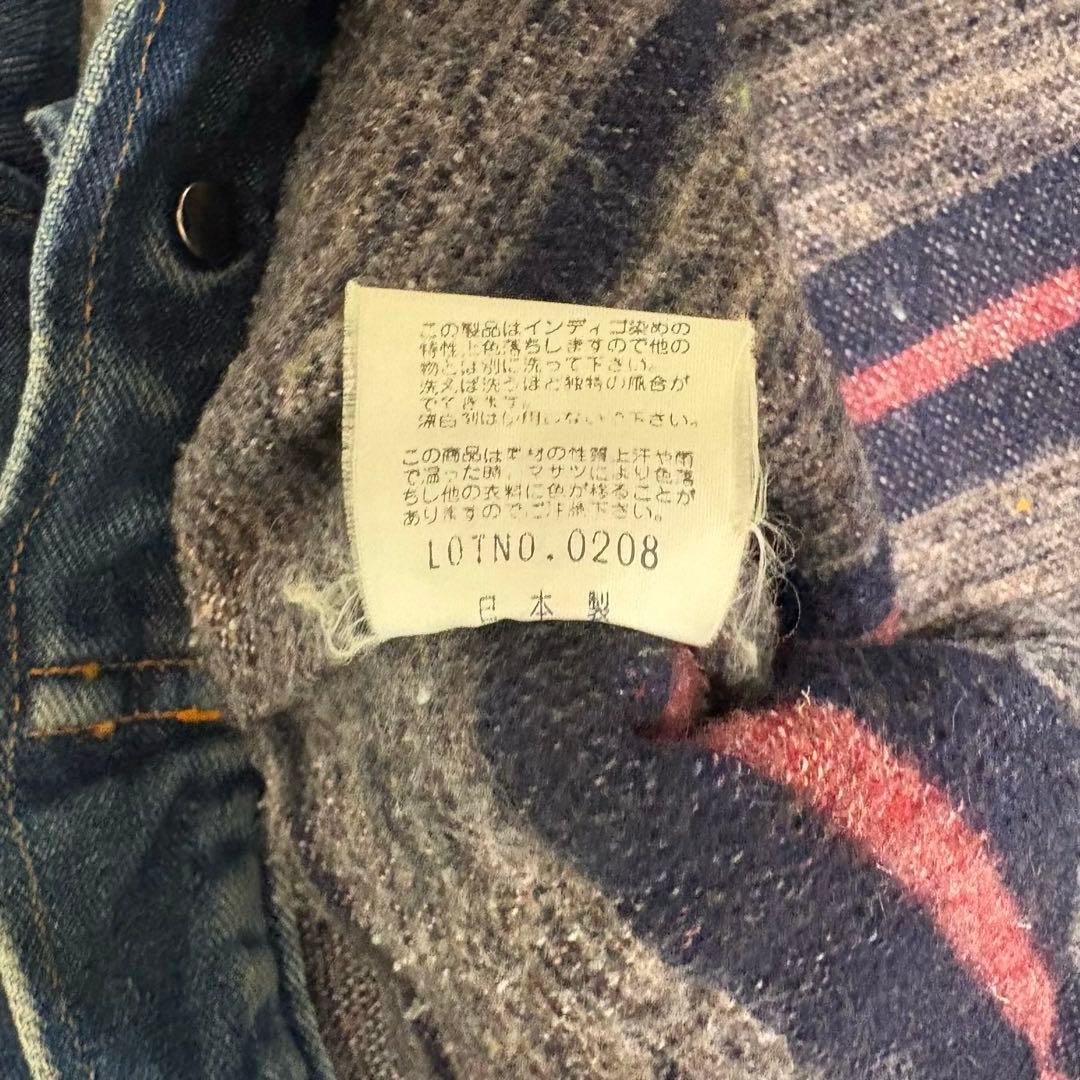 この製品はインディゴ染めの
特性上色落ちしますので他の
物とは別に洗って下さい。
洗えば洗うほど独特の風合が
でてきます。
漂白剤は使用しないで下さい。
この商品は素材の性質上汗や雨
で湿った時、マサツにより色落
ちし他の衣料に色が移ることが
ありますのでご注意下さい。
LOTNO.0208
日本製